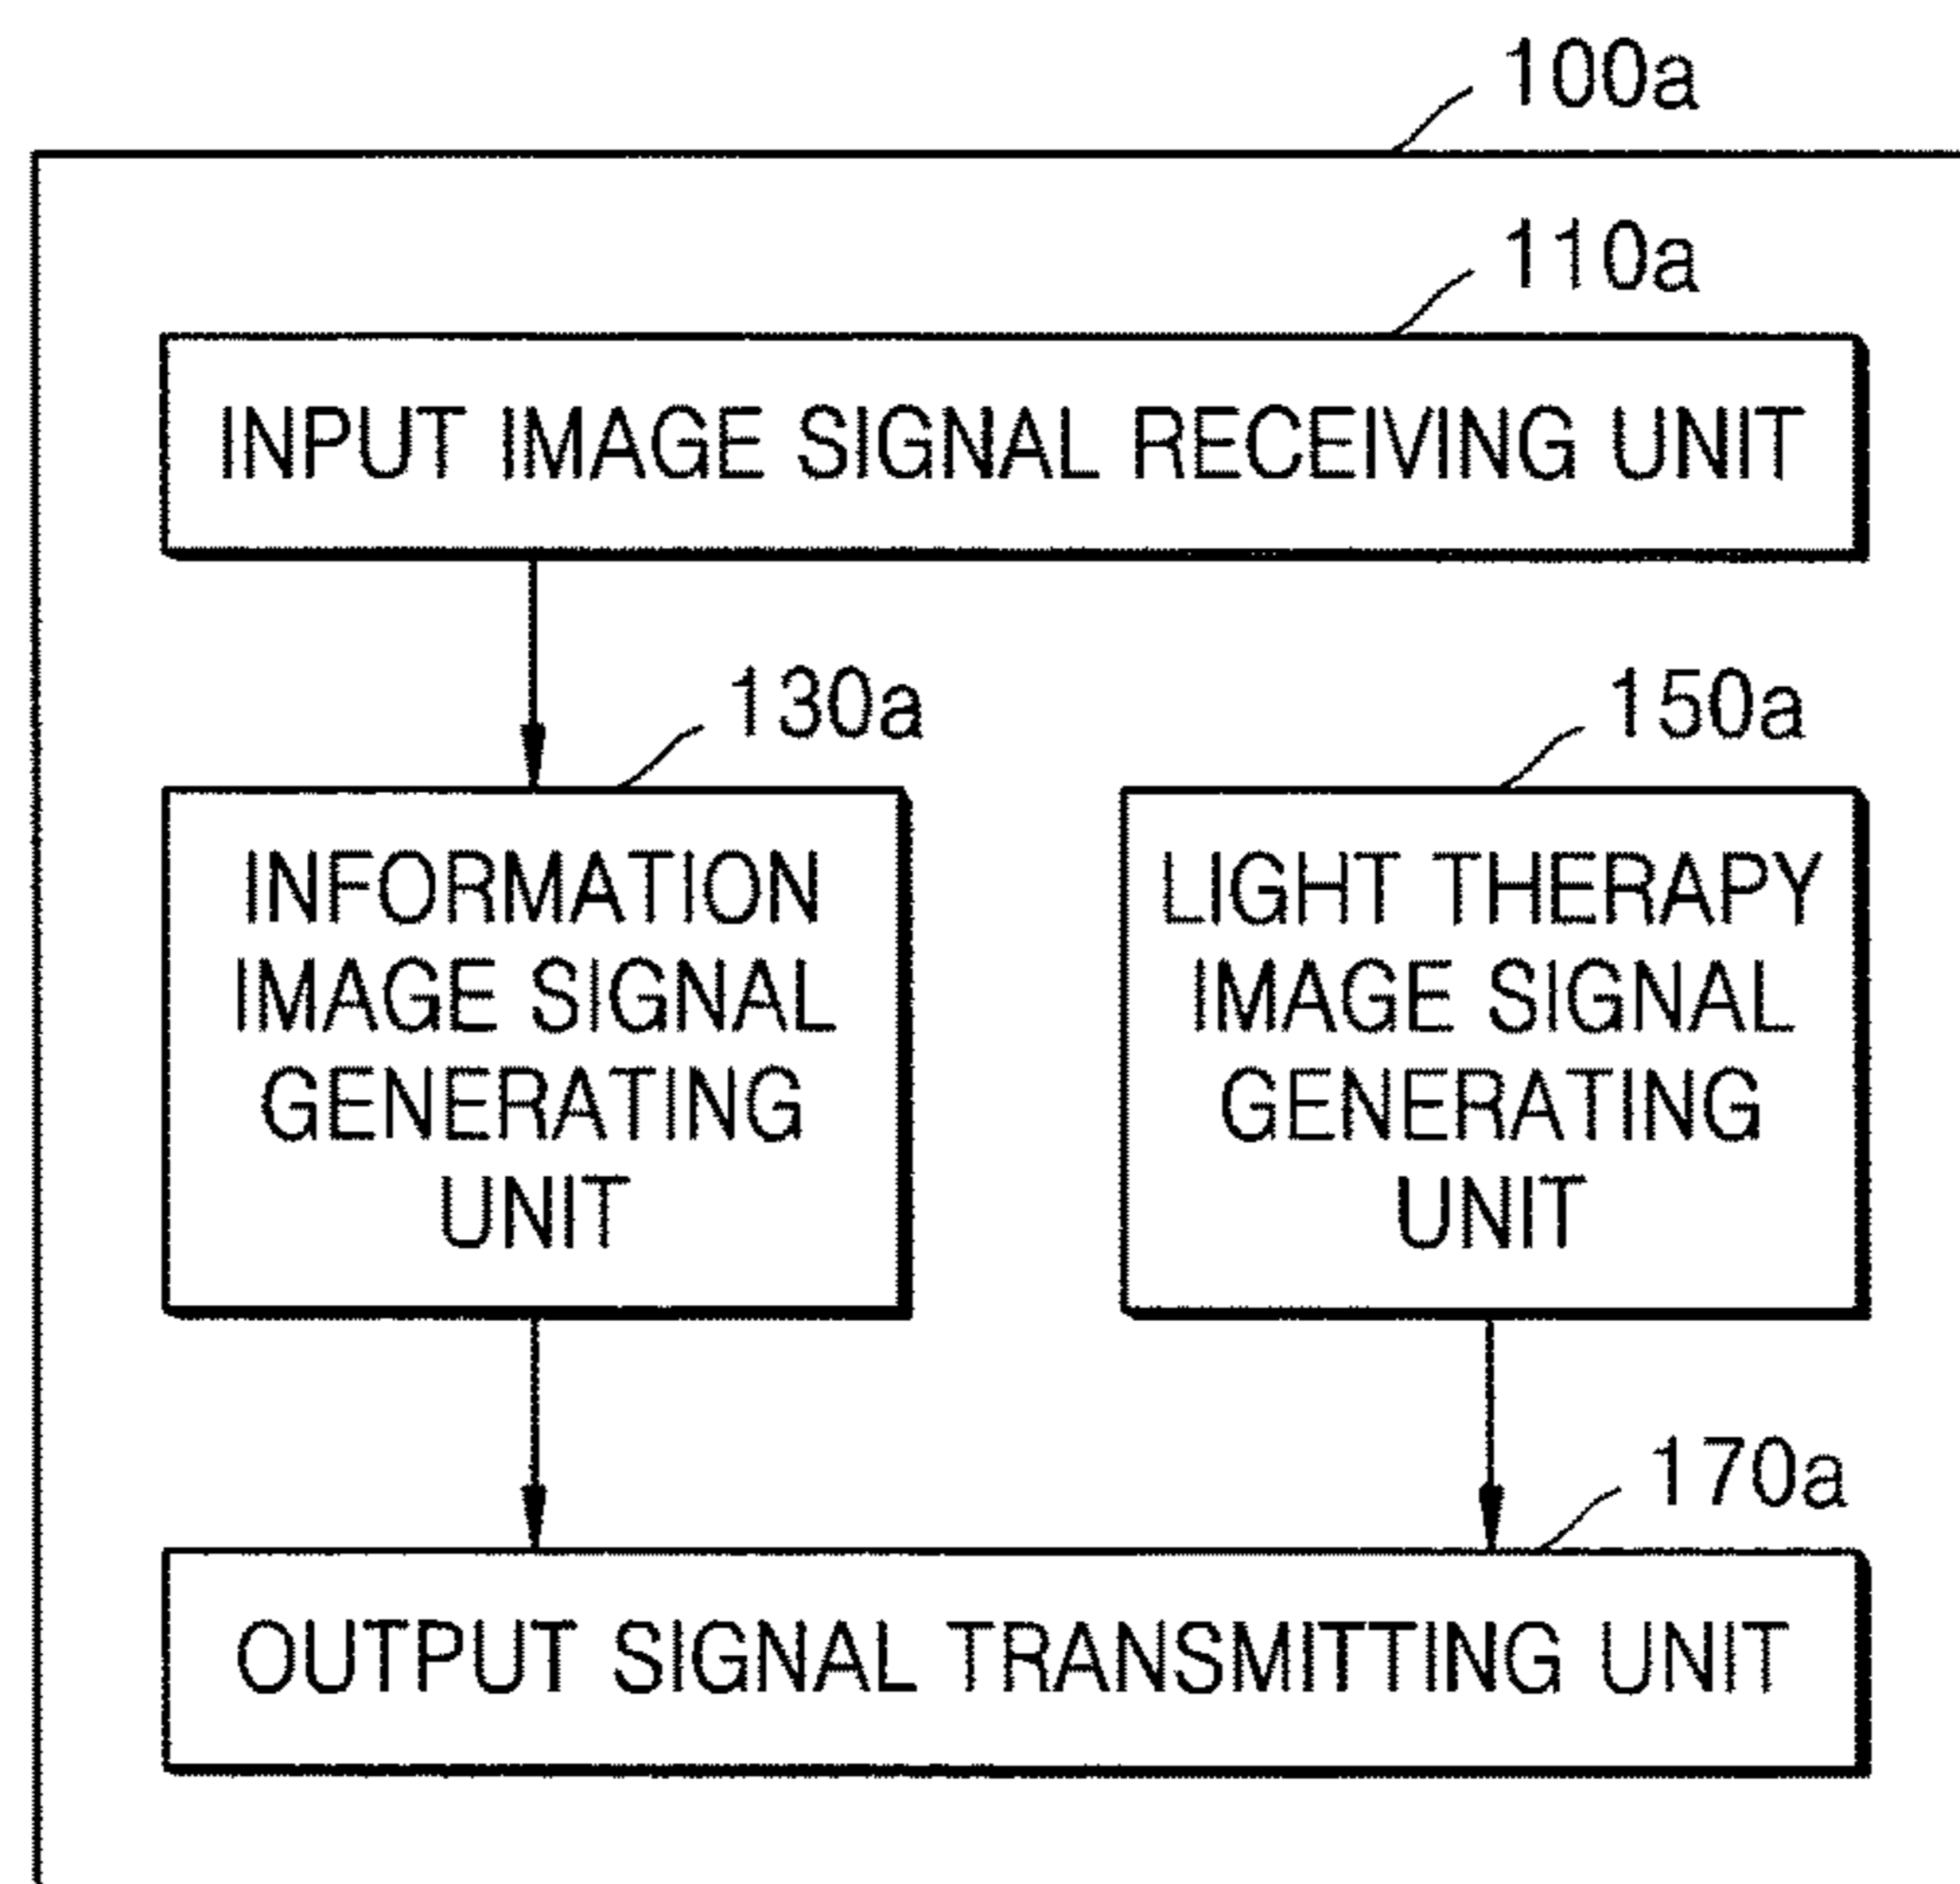 100a
110a
INPUT IMAGE SIGNAL RECEIVING UNIT
130a
INFORMATION
IMAGE SIGNAL
GENERATING
UNIT
150a
LIGHT THERAPY
IMAGE SIGNAL
GENERATING
UNIT
170a
OUTPUT SIGNAL TRANSMITTING UNIT